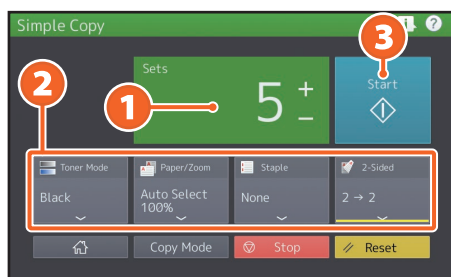 Simple Copy
i ?
3
Sets
Start
2
1
5 + -
Toner Mode
Paper/Zoom
Staple
2-Sided
Black
Auto Select
100%
None
2 → 2
Copy Mode
Stop
Reset